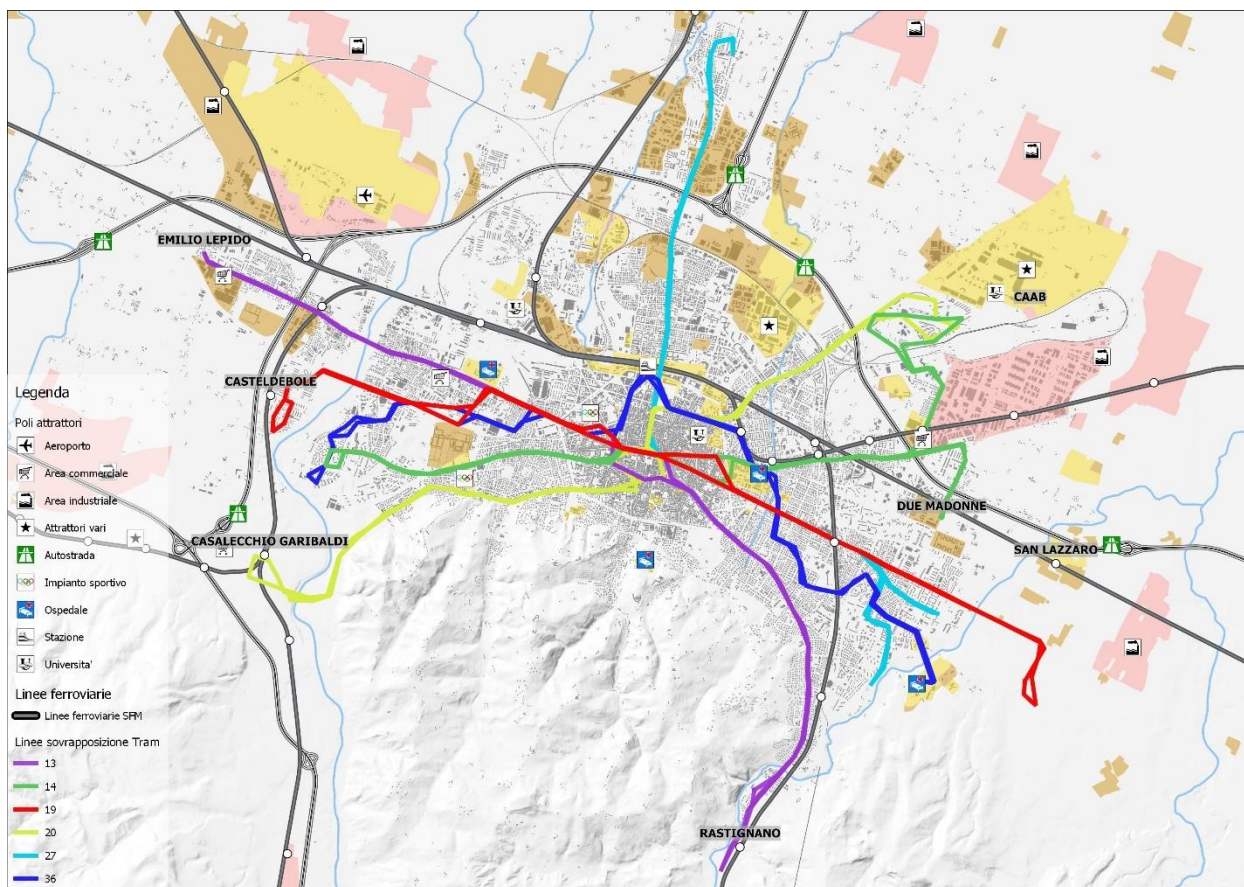 EMILIO LEPIDO
CAAB
CASTELDEBOLE
DUE MADONNE
CASALECCHIO GARIBALDI
SAN LAZZARO
RASTIGNANO
Legenda
Poli attrattori
Aeroporto
Area commerciale
Area industriale
Attrattori vari
Autostrada
Impianto sportivo
Ospedale
Stazione
Universita'
Linee ferroviarie
Linee ferroviarie SFM
Linee sovrapposizione Tram
13
14
19
20
27
36